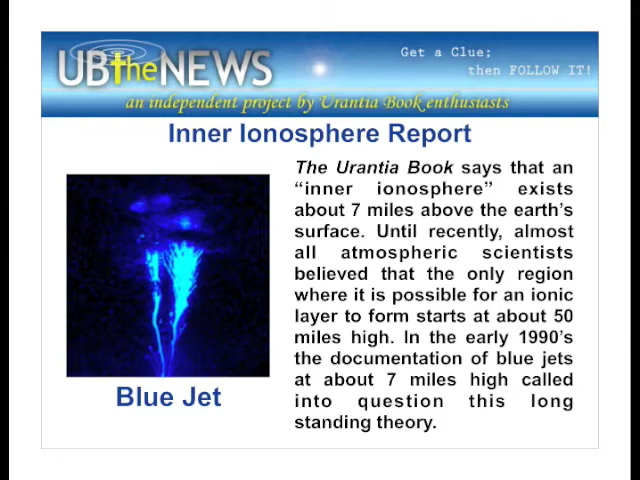 UBtheNEWS
Get a Clue;
then FOLLOW IT!
an independent project by Urantia Book enthusiasts
Inner Ionosphere Report
The Urantia Book says that an
“inner ionosphere” exists
about 7 miles above the earth’s
surface. Until recently, almost
all atmospheric scientists
believed that the only region
where it is possible for an ionic
layer to form starts at about 50
miles high. In the early 1990’s
the documentation of blue jets
at about 7 miles high called
into question this long
standing theory.
Blue Jet